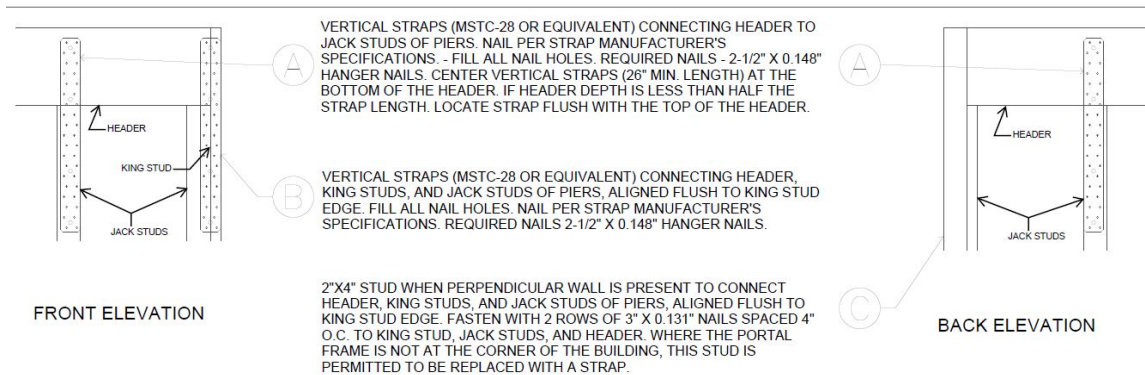 VERTICAL STRAPS (MSTC-28 OR EQUIVALENT) CONNECTING HEADER TO
JACK STUDS OF PIERS. NAIL PER STRAP MANUFACTURER'S
SPECIFICATIONS. - FILL ALL NAIL HOLES. REQUIRED NAILS - 2-1/2" X 0.148"
HANGER NAILS. CENTER VERTICAL STRAPS (26" MIN. LENGTH) AT THE
BOTTOM OF THE HEADER. IF HEADER DEPTH IS LESS THAN HALF THE
STRAP LENGTH. LOCATE STRAP FLUSH WITH THE TOP OF THE HEADER.
A
A
HEADER
KING STUD
JACK STUDS
HEADER
JACK STUDS
B
VERTICAL STRAPS (MSTC-28 OR EQUIVALENT) CONNECTING HEADER,
KING STUDS, AND JACK STUDS OF PIERS, ALIGNED FLUSH TO KING STUD
EDGE. FILL ALL NAIL HOLES. NAIL PER STRAP MANUFACTURER'S
SPECIFICATIONS. REQUIRED NAILS 2-1/2" X 0.148" HANGER NAILS.
C
2"X4" STUD WHEN PERPENDICULAR WALL IS PRESENT TO CONNECT
HEADER, KING STUDS, AND JACK STUDS OF PIERS, ALIGNED FLUSH TO
KING STUD EDGE. FASTEN WITH 2 ROWS OF 3" X 0.131" NAILS SPACED 4"
O.C. TO KING STUD, JACK STUDS, AND HEADER. WHERE THE PORTAL
FRAME IS NOT AT THE CORNER OF THE BUILDING, THIS STUD IS
PERMITTED TO BE REPLACED WITH A STRAP.
FRONT ELEVATION
BACK ELEVATION